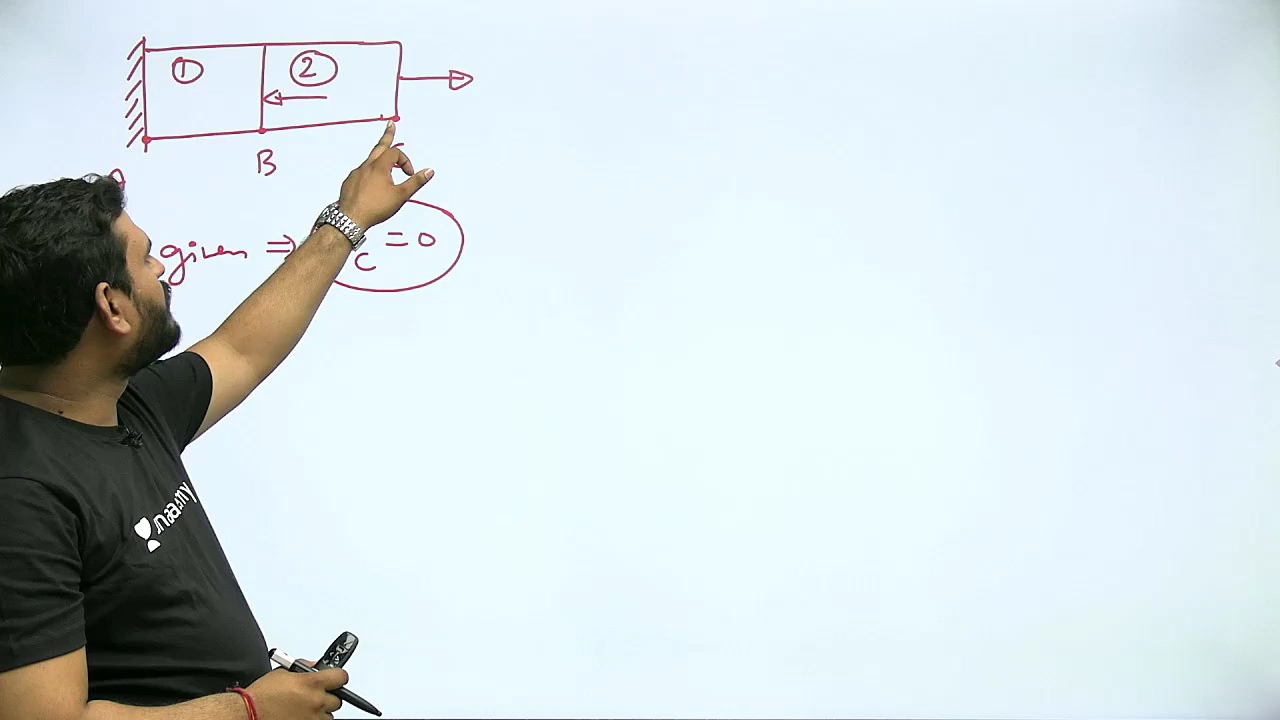 ① ②
B
given ⇒ C = 0